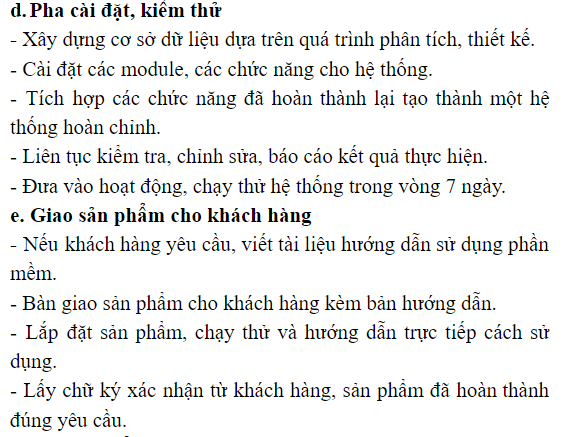 d. Pha cài đặt, kiểm thử
- Xây dựng cơ sở dữ liệu dựa trên quá trình phân tích, thiết kế.
- Cài đặt các module, các chức năng cho hệ thống.
- Tích hợp các chức năng đã hoàn thành lại tạo thành một hệ
thống hoàn chỉnh.
- Liên tục kiểm tra, chỉnh sửa, báo cáo kết quả thực hiện.
- Đưa vào hoạt động, chạy thử hệ thống trong vòng 7 ngày.
e. Giao sản phẩm cho khách hàng
- Nếu khách hàng yêu cầu, viết tài liệu hướng dẫn sử dụng phần
mềm.
- Bàn giao sản phẩm cho khách hàng kèm bản hướng dẫn.
- Lắp đặt sản phẩm, chạy thử và hướng dẫn trực tiếp cách sử
dụng.
- Lấy chữ ký xác nhận từ khách hàng, sản phẩm đã hoàn thành
đúng yêu cầu.